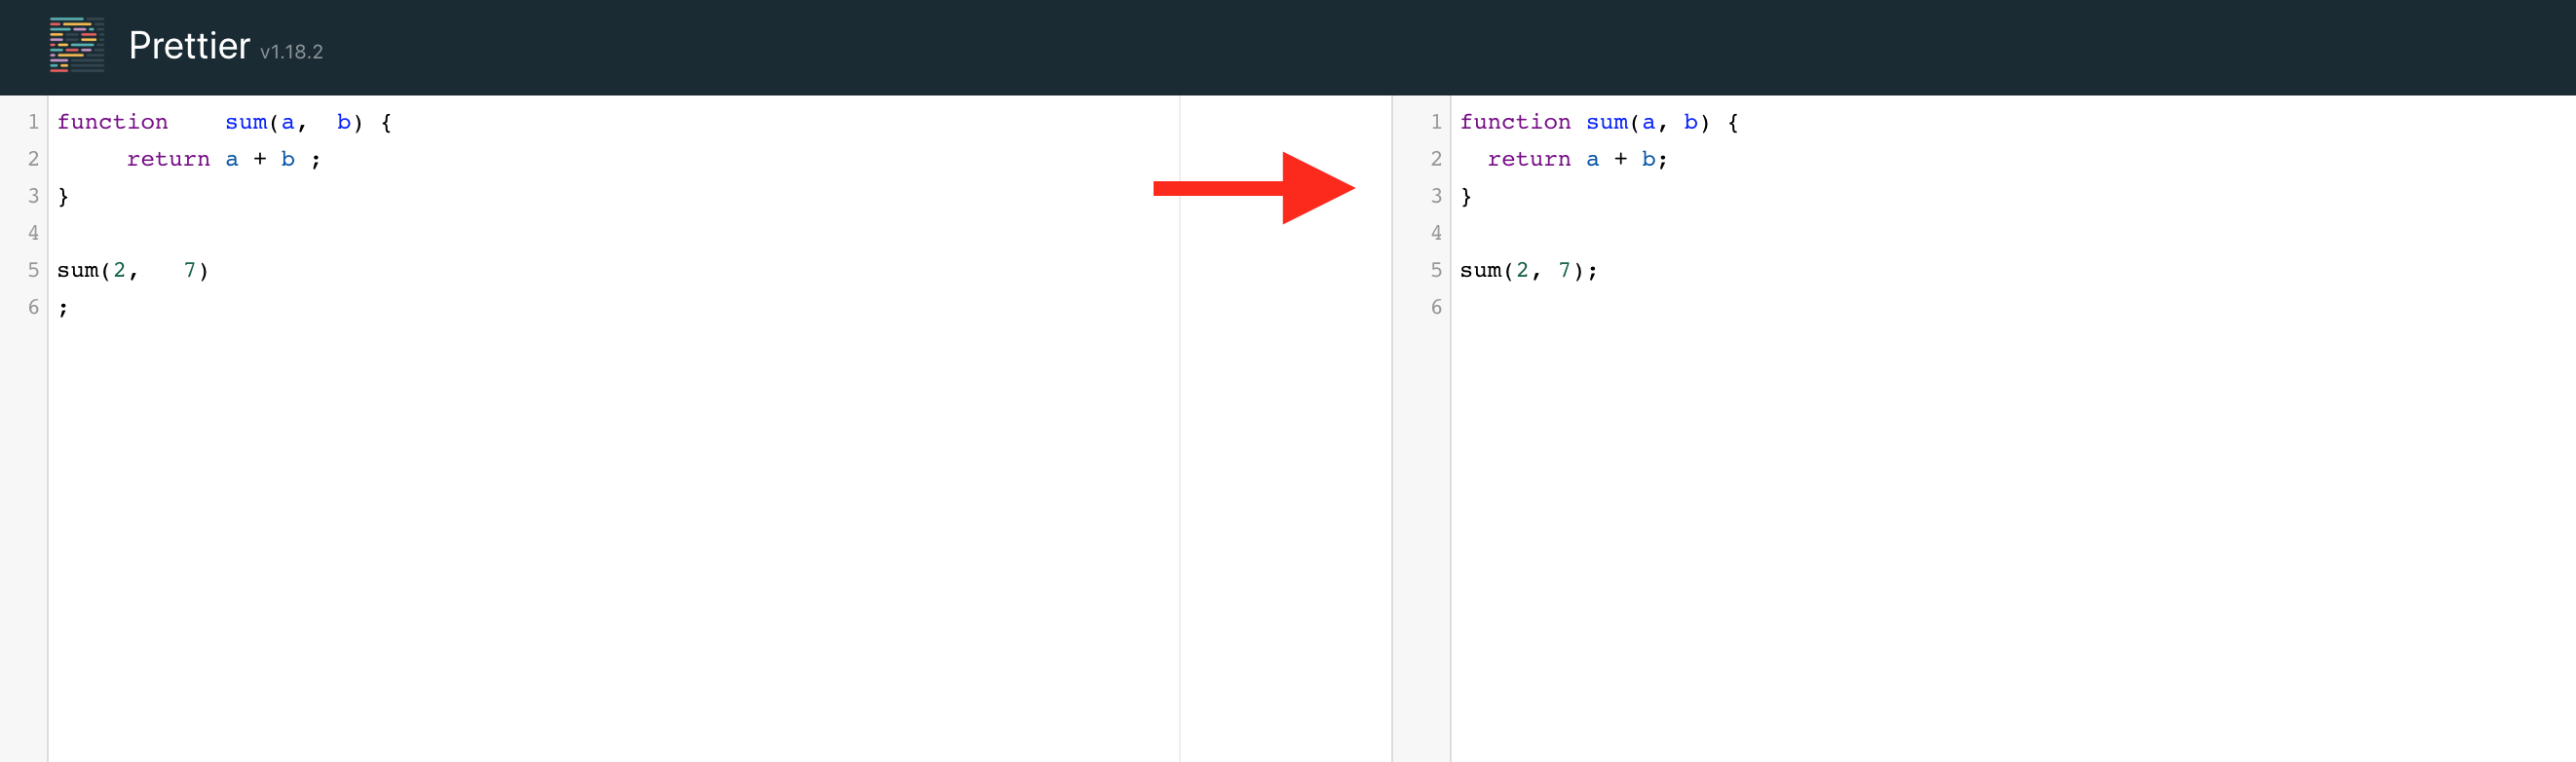 Prettier v1.18.2
1 function    sum(a,  b) {
2      return a + b ;
3 }
4
5 sum(2,   7)
6 ;
1 function sum(a, b) {
2   return a + b;
3 }
4
5 sum(2, 7);
6